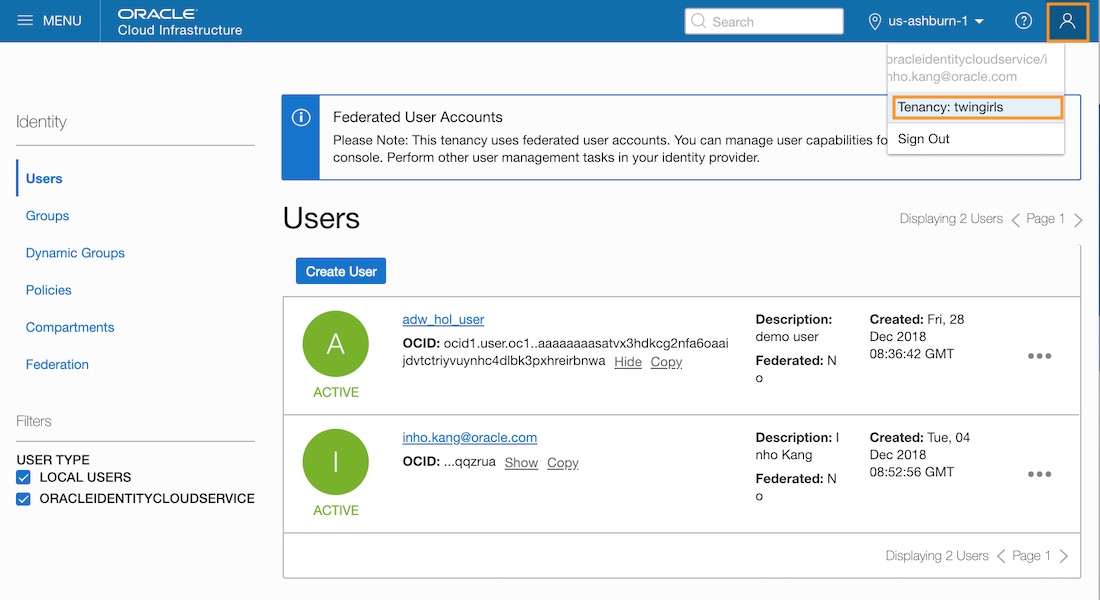 MENU
ORACLE
Cloud Infrastructure
Search
us-ashburn-1
oracleidentitycloudservice/i
nho.kang@oracle.com
Tenancy: twingirls
Sign Out
Identity
Users
Groups
Dynamic Groups
Policies
Compartments
Federation
Filters
USER TYPE
LOCAL USERS
ORACLEIDENTITYCLOUDSERVICE
Federated User Accounts
Please Note: This tenancy uses federated user accounts. You can manage user capabilities fo
console. Perform other user management tasks in your identity provider.
Users
Displaying 2 Users
Page 1
Create User
A
ACTIVE
adw_hol_user
OCID: ocid1.user.oc1..aaaaaaaasatvx3hdkcg2nfa6oaai
jdvtctriyvuynhc4dlbk3pxhreirbnwa Hide Copy
Description:
demo user
Federated: N
o
Created: Fri, 28
Dec 2018
08:36:42 GMT
I
ACTIVE
inho.kang@oracle.com
OCID: ...qqzrua Show Copy
Description: I
nho Kang
Federated: N
o
Created: Tue, 04
Dec 2018
08:52:56 GMT
Displaying 2 Users
Page 1